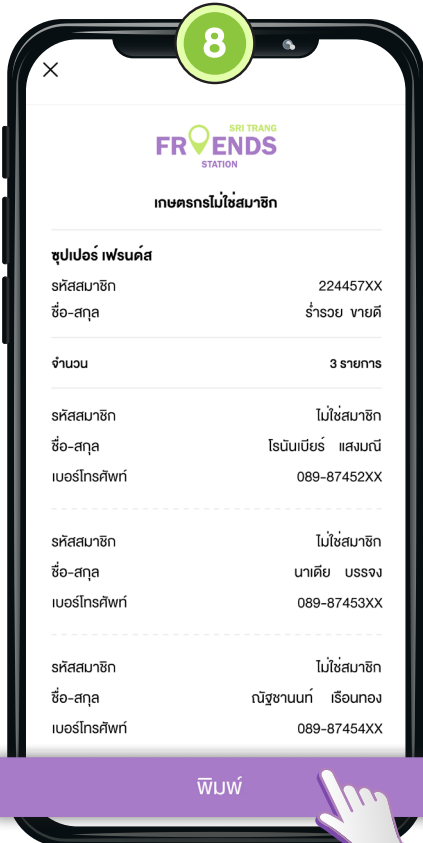 8
SRI TRANG
FRIENDS
STATION
เกษตรกรไม่ใช่สมาชิก
ซุปเปอร์ เฟรนด์ส
รหัสสมาชิก 224457XX
ชื่อ-สกุล ร่ำรวย ขายดี
จำนวน 3 รายการ
รหัสสมาชิก ไม่ใช่สมาชิก
ชื่อ-สกุล โรนันเบียร์ แสงมณี
เบอร์โทรศัพท์ 089-87452XX
รหัสสมาชิก ไม่ใช่สมาชิก
ชื่อ-สกุล นาเดีย บรรจง
เบอร์โทรศัพท์ 089-87453XX
รหัสสมาชิก ไม่ใช่สมาชิก
ชื่อ-สกุล ณัฐชานนท์ เรือนทอง
เบอร์โทรศัพท์ 089-87454XX
พิมพ์